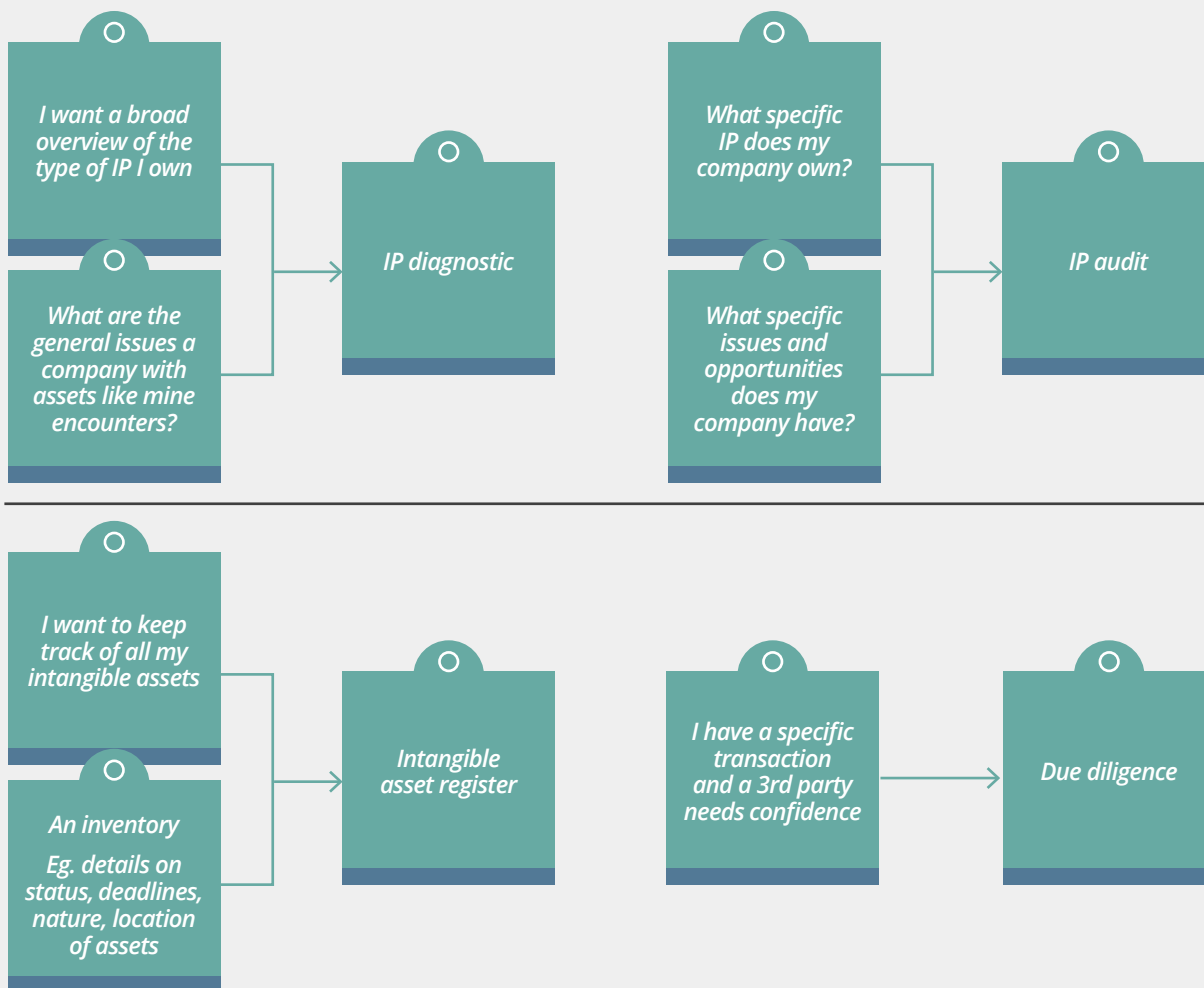 I want a broad
overview of the
type of IP I own
What are the
general issues a
company with
assets like mine
encounters?
IP diagnostic
What specific
IP does my
company own?
What specific
issues and
opportunities
does my
company have?
IP audit
I want to keep
track of all my
intangible assets
An inventory
Eg. details on
status, deadlines,
nature, location
of assets
Intangible
asset register
I have a specific
transaction
and a 3rd party
needs confidence
Due diligence